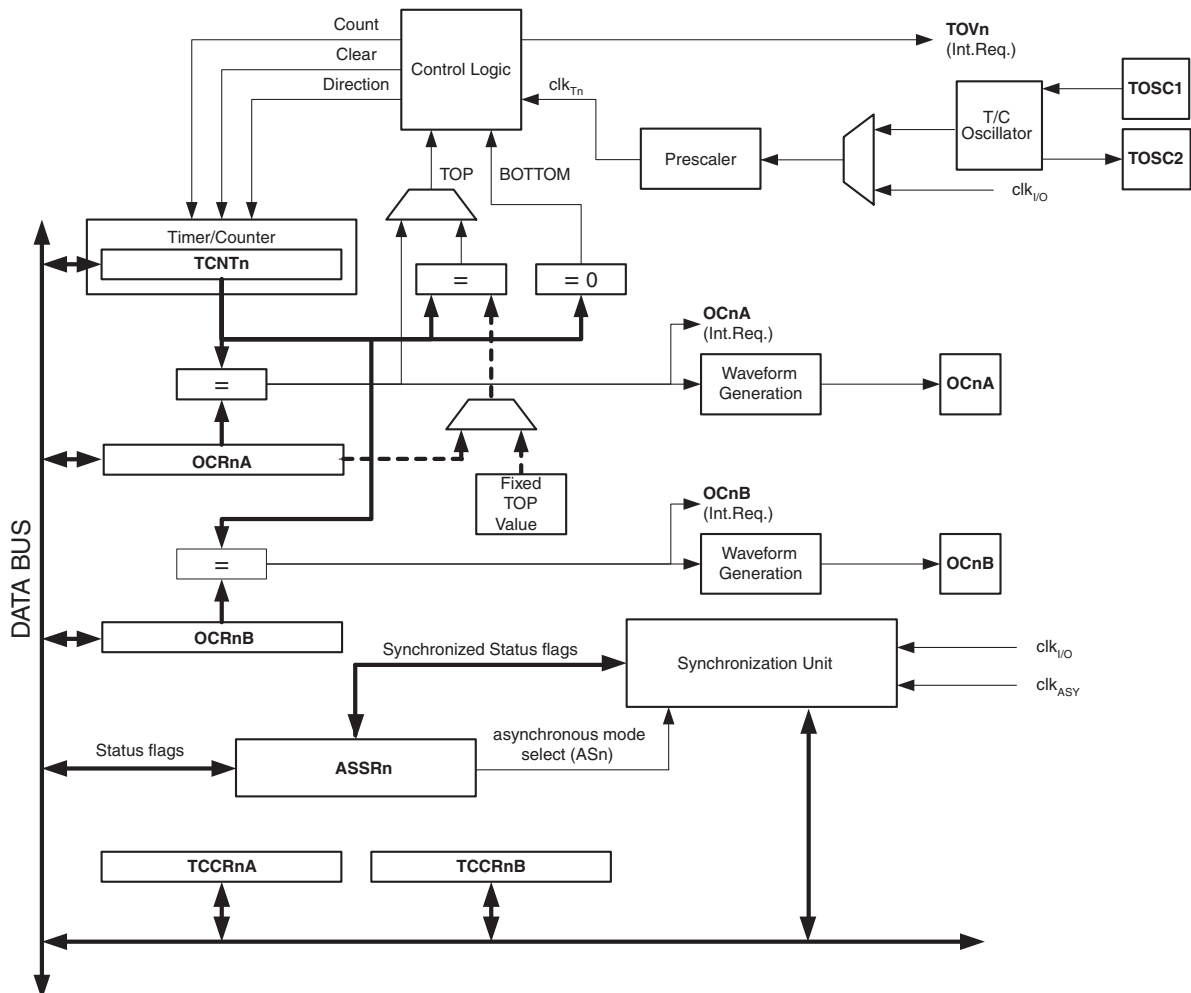 Count
Clear
Direction
Control Logic
TOVn
(Int.Req.)
clkTn
TOSC1
T/C
Oscillator
TOSC2
Prescaler
clkI/O
TOP
BOTTOM
Timer/Counter
TCNTn
=
= 0
OCnA
(Int.Req.)
=
Waveform
Generation
OCnA
OCRnA
Fixed
TOP
Value
OCnB
(Int.Req.)
=
Waveform
Generation
OCnB
DATA BUS
OCRnB
Synchronized Status flags
Synchronization Unit
clkI/O
clkASY
Status flags
ASSRn
asynchronous mode
select (ASn)
TCCRnA
TCCRnB